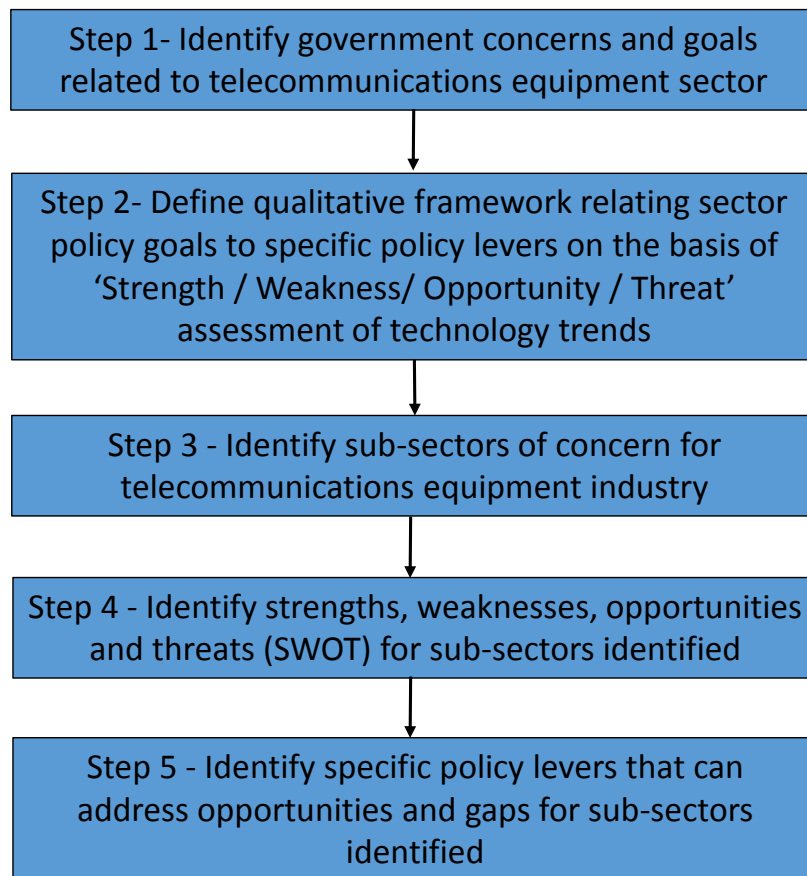 Step 1- Identify government concerns and goals
related to telecommunications equipment sector
Step 2- Define qualitative framework relating sector
policy goals to specific policy levers on the basis of
‘Strength / Weakness/ Opportunity / Threat’
assessment of technology trends
Step 3 - Identify sub-sectors of concern for
telecommunications equipment industry
Step 4 - Identify strengths, weaknesses, opportunities
and threats (SWOT) for sub-sectors identified
Step 5 - Identify specific policy levers that can
address opportunities and gaps for sub-sectors
identified